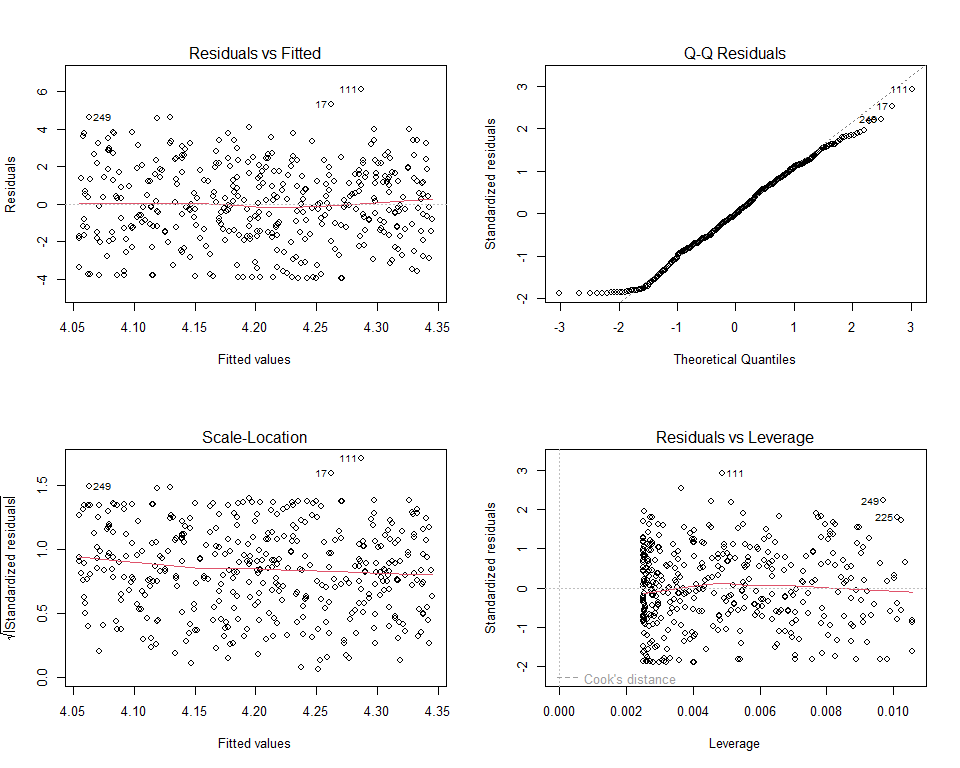 Residuals vs Fitted
Residuals
6
4
2
0
-2
-4
111
17
249
4.05 4.10 4.15 4.20 4.25 4.30 4.35
Fitted values
Q-Q Residuals
Standardized residuals
3
2
1
0
-1
-2
111
17
249
-3 -2 -1 0 1 2 3
Theoretical Quantiles
Scale-Location
√|Standardized residuals|
1.5
1.0
0.5
0.0
111
17
249
4.05 4.10 4.15 4.20 4.25 4.30 4.35
Fitted values
Residuals vs Leverage
Standardized residuals
3
2
1
0
-1
-2
111
249
225
Cook's distance
0.000 0.002 0.004 0.006 0.008 0.010
Leverage